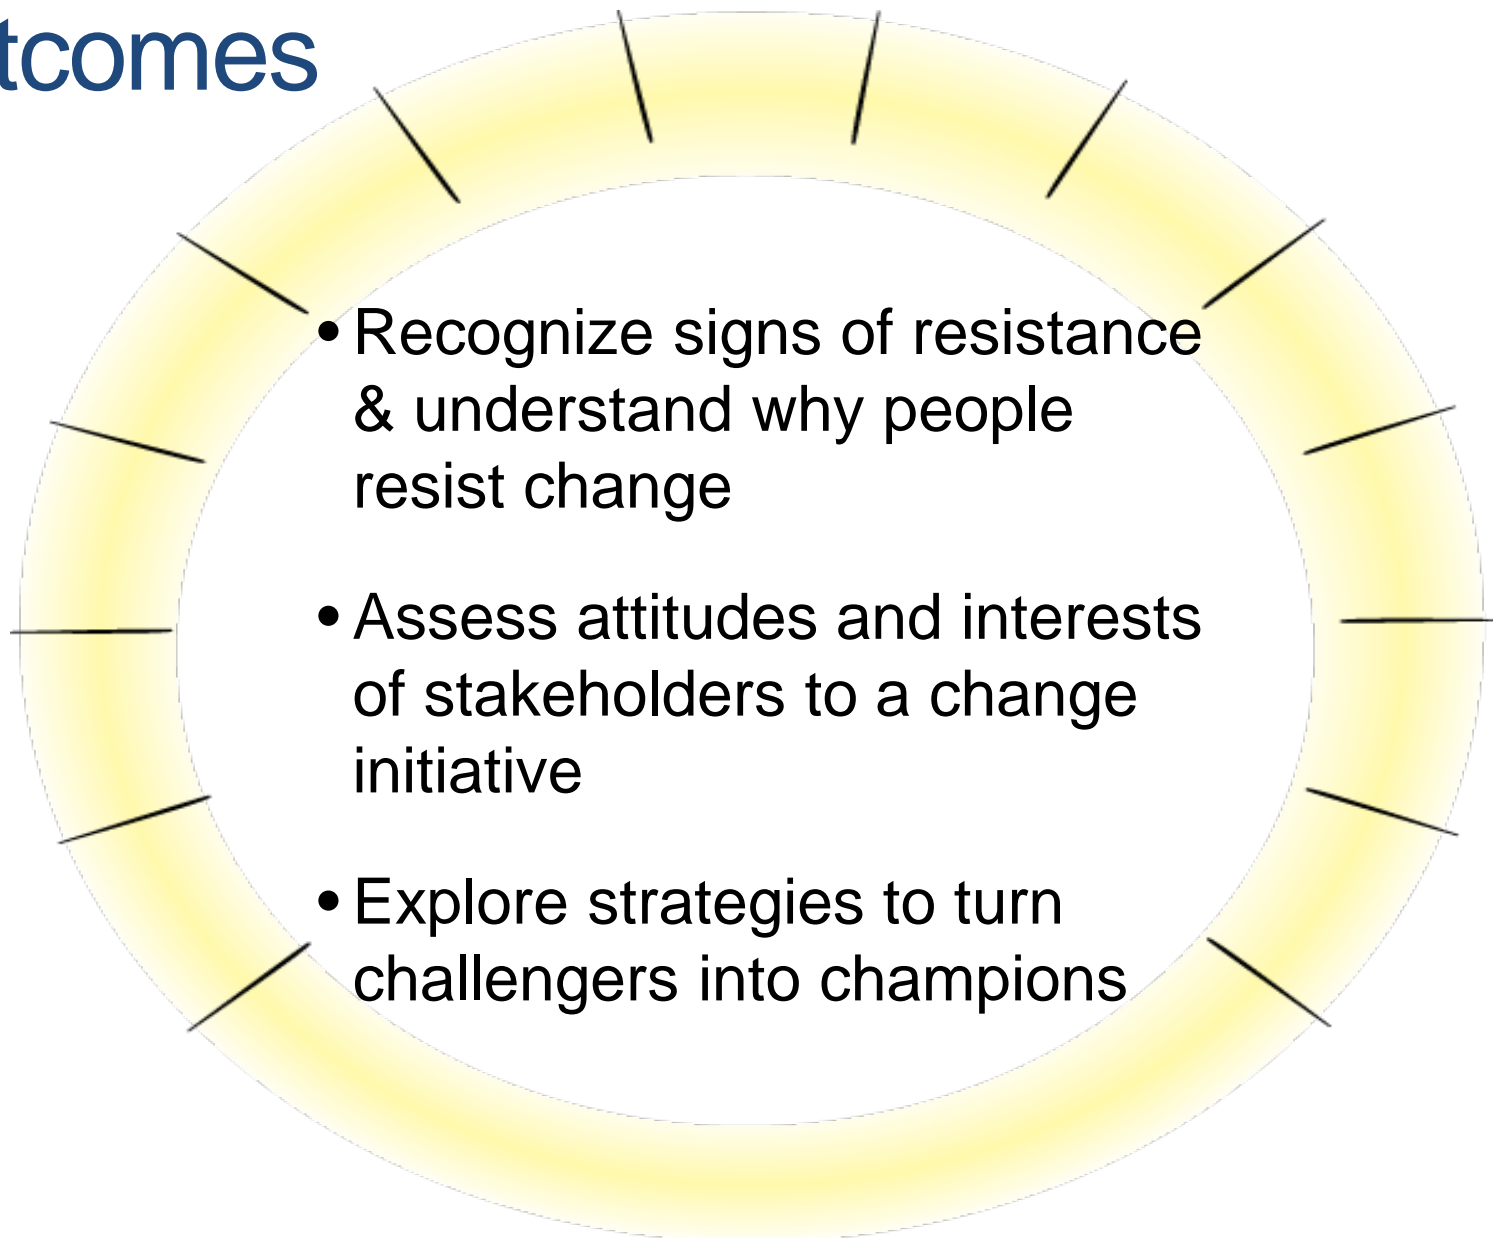 tcomes
• Recognize signs of resistance
& understand why people
resist change
• Assess attitudes and interests
of stakeholders to a change
initiative
• Explore strategies to turn
challengers into champions